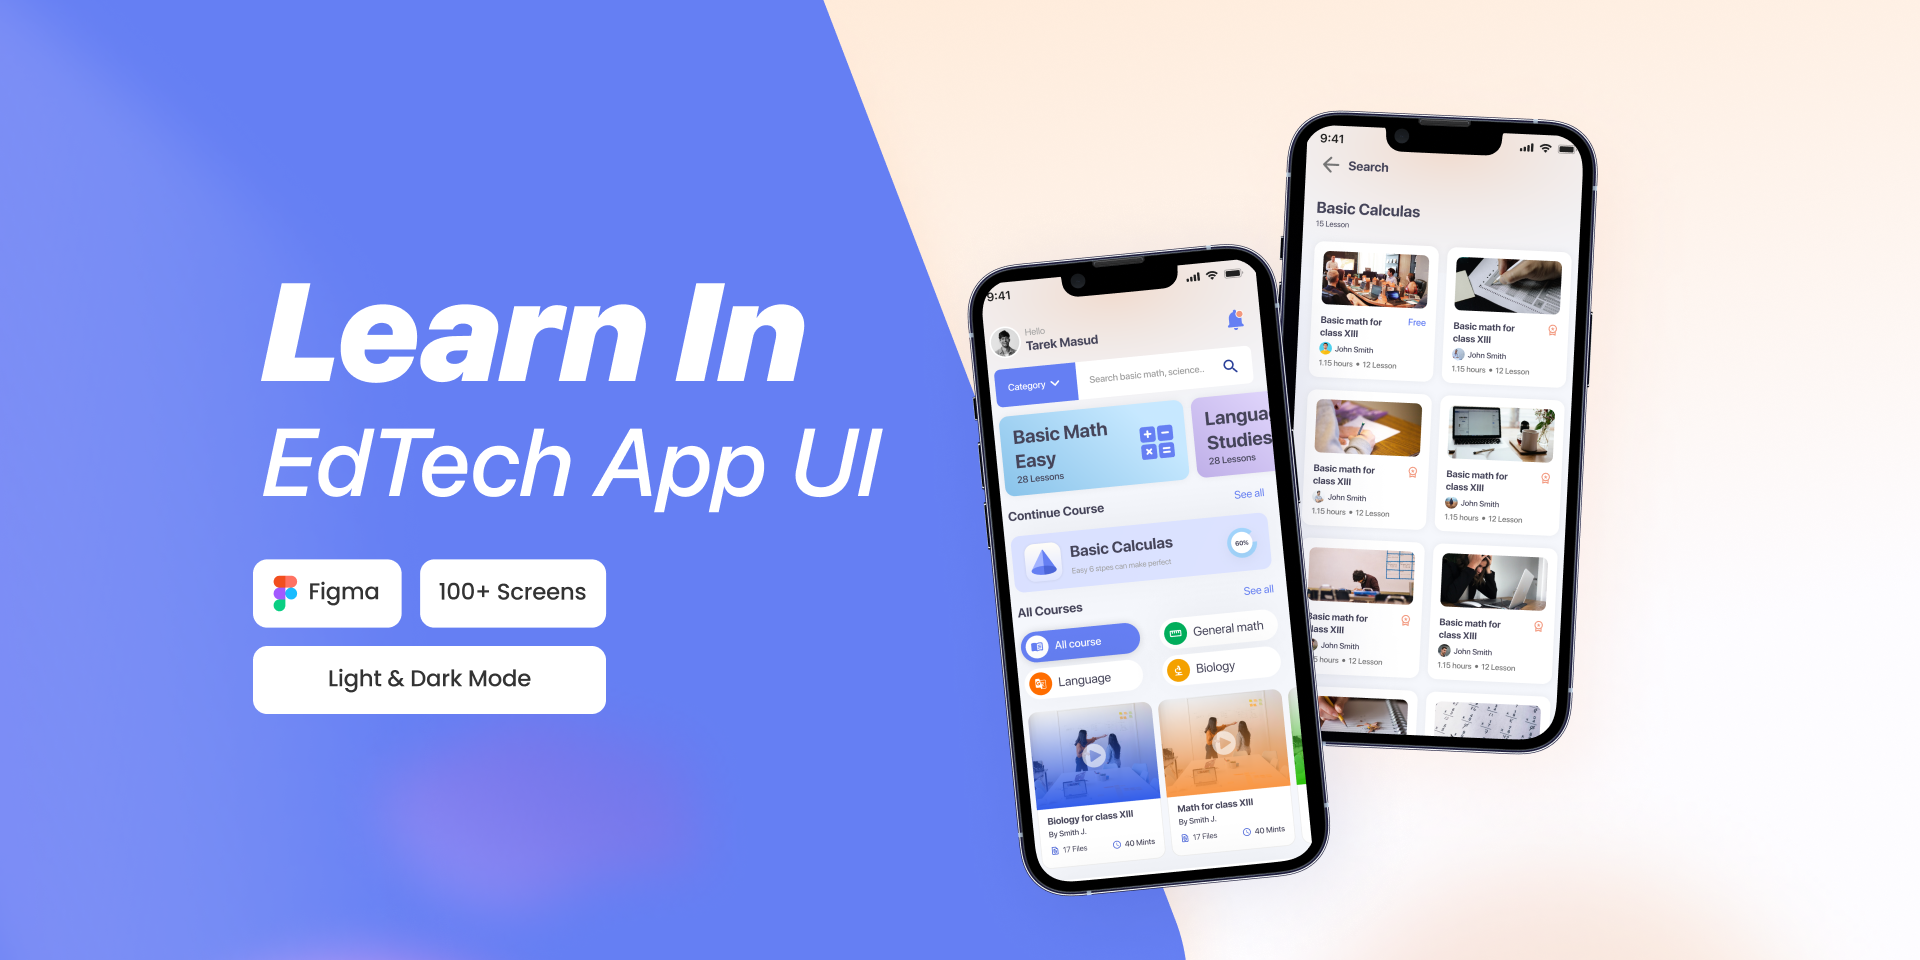 Learn In
EdTech App UI
Figma
100+ Screens
Light & Dark Mode
9:41
Hello
Tarek Masud
Category
Search basic math, science..
Basic Math
Easy
28 Lessons
Langua
Studies
28 Lessons
Continue Course
See all
Basic Calculas
Easy 6 stpes can make perfect
60%
All Courses
See all
All course
General math
Language
Biology
Biology for class XIII
By Smith J.
17 Files
40 Mints
Math for class XIII
By Smith J.
17 Files
40 Mints
9:41
Search
Basic Calculas
15 Lesson
Basic math for
class XIII
Free
John Smith
1.15 hours • 12 Lesson
Basic math for
class XIII
John Smith
1.15 hours • 12 Lesson
Basic math for
class XIII
John Smith
1.15 hours • 12 Lesson
Basic math for
class XIII
John Smith
1.15 hours • 12 Lesson
Basic math for
class XIII
John Smith
5 hours • 12 Lesson
Basic math for
class XIII
John Smith
1.15 hours • 12 Lesson